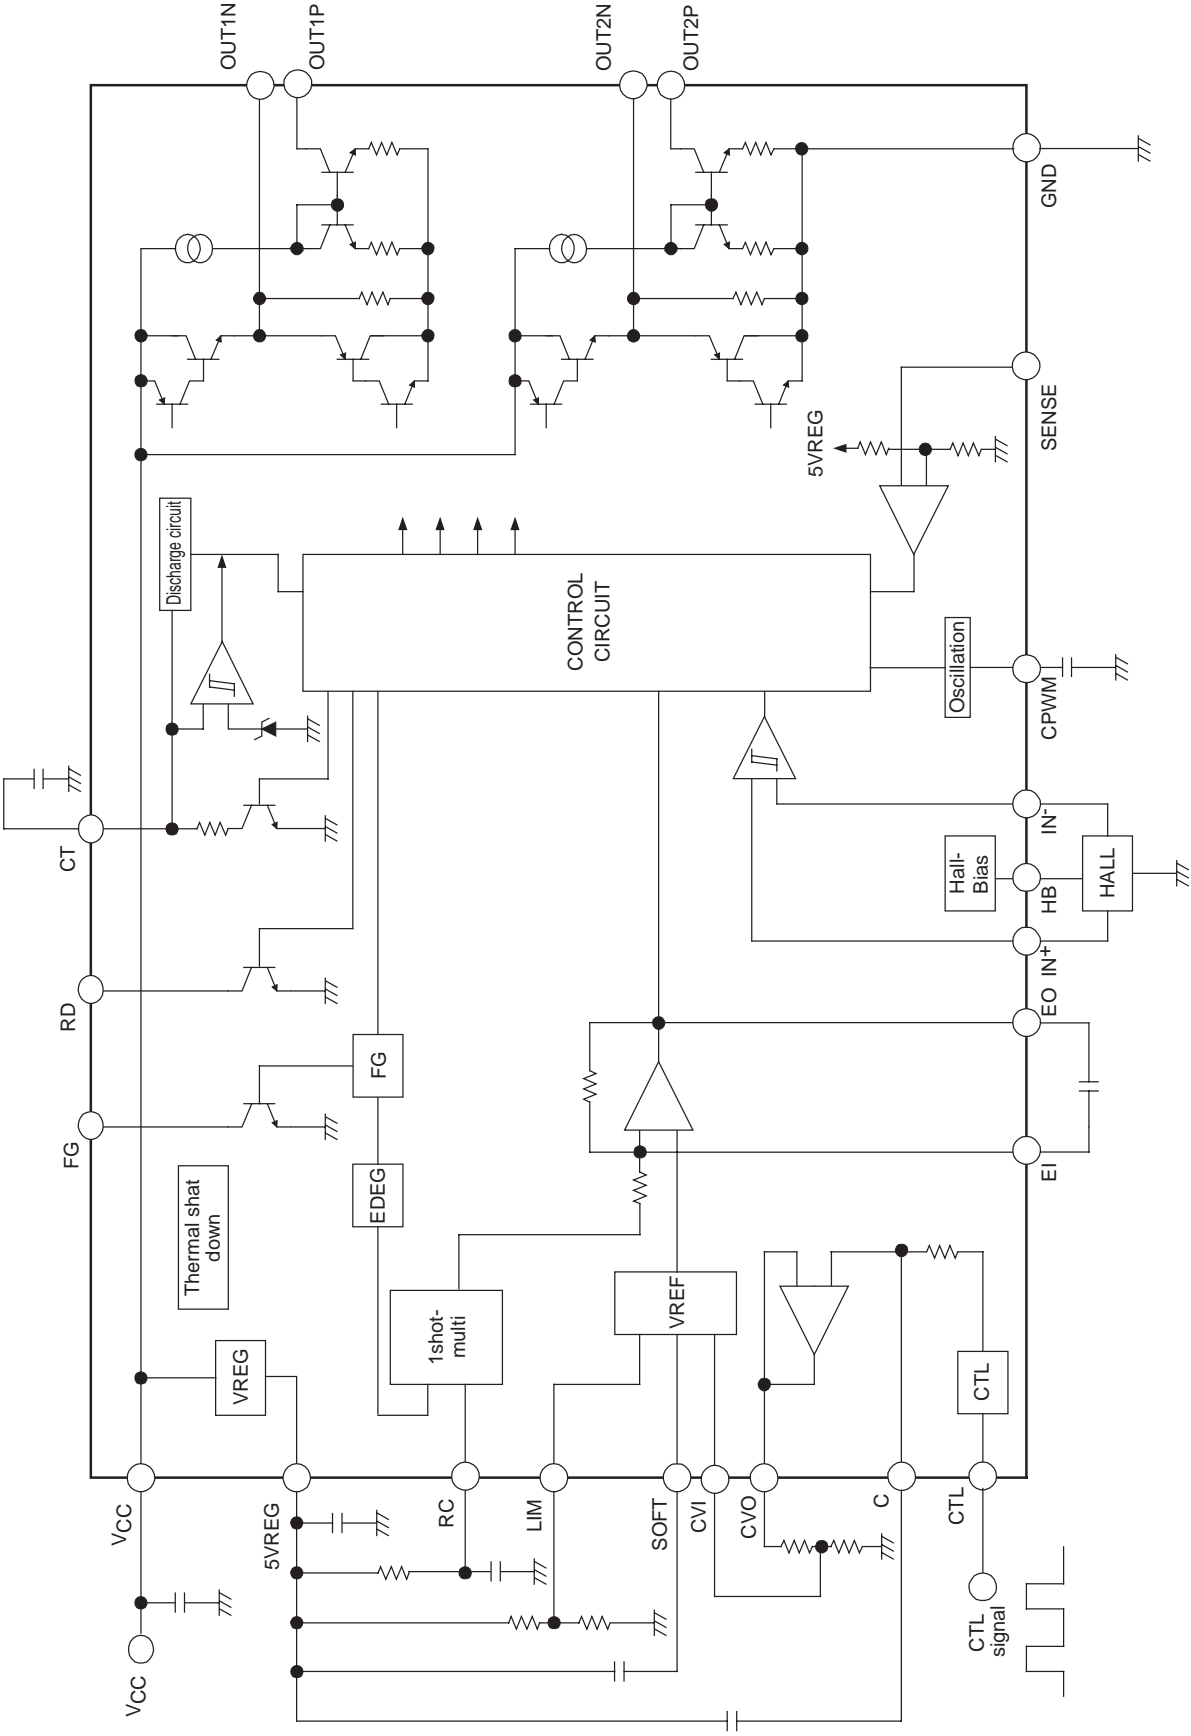 OUT1N
OUT1P
OUT2N
OUT2P
GND
SENSE
5VREG
Discharge circuit
CONTROL
CIRCUIT
Oscillation
CPWM
CT
IN-
Hall-
Bias
HB
HALL
IN+
RD
EO
FG
FG
EI
EDEG
Thermal shat
down
1shot-
multi
VREF
VREG
CTL
VCC
5VREG
RC
LIM
SOFT
CVI
CVO
C
CTL
VCC
CTL
signal